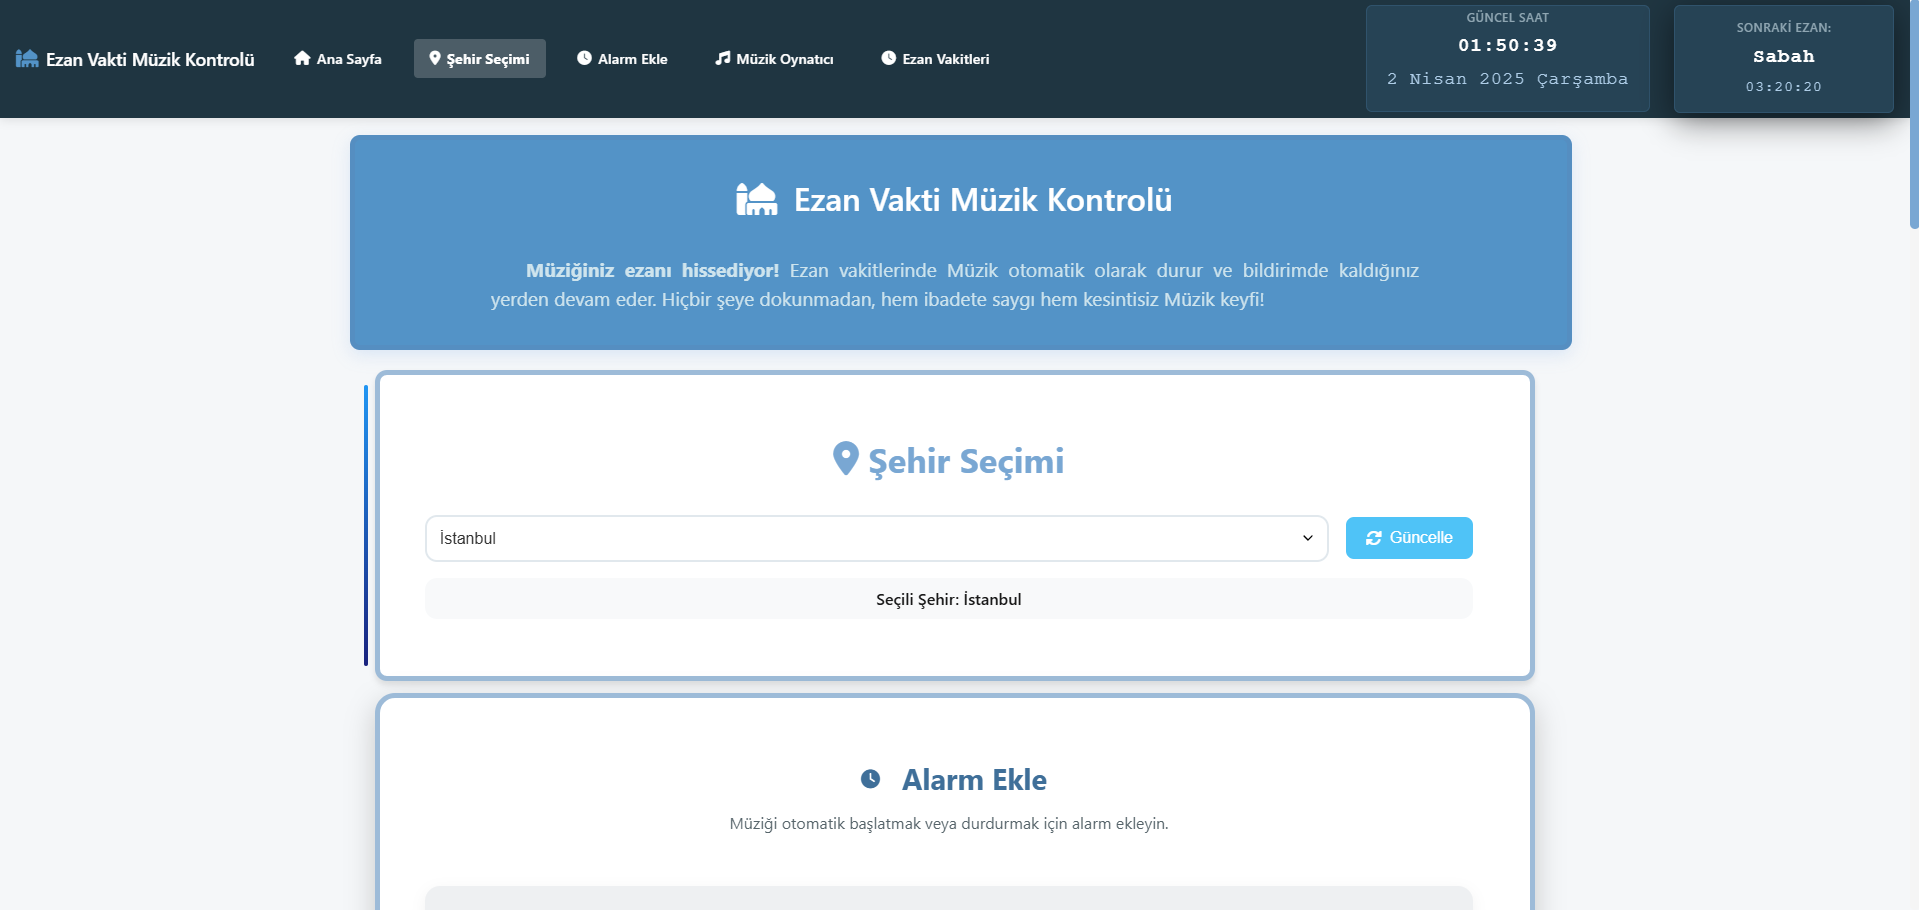 Ezan Vakti Müzik Kontrolü
Ana Sayfa
Şehir Seçimi
Alarm Ekle
Müzik Oynatıcı
Ezan Vakitleri
GÜNCEL SAAT
01:50:39
2 Nisan 2025 Çarşamba
SONRAKİ EZAN:
Sabah
03:20:20
Ezan Vakti Müzik Kontrolü
Müziğiniz ezanı hissediyor! Ezan vakitlerinde Müzik otomatik olarak durur ve bildirimde kaldığınız
yerden devam eder. Hiçbir şeye dokunmadan, hem ibadete saygı hem kesintisiz Müzik keyfi!
Şehir Seçimi
İstanbul
Güncelle
Seçili Şehir: İstanbul
Alarm Ekle
Müziği otomatik başlatmak veya durdurmak için alarm ekleyin.